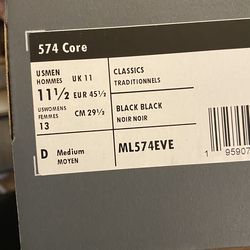 574 Core
USMEN
HOMMES
11½
UK 11
EUR 45½
USWOMENS
FEMMES
13
CM 29½
CLASSICS
TRADITIONNELS
BLACK BLACK
NOIR NOIR
D Medium
MOYEN
ML574EVE
1 95907